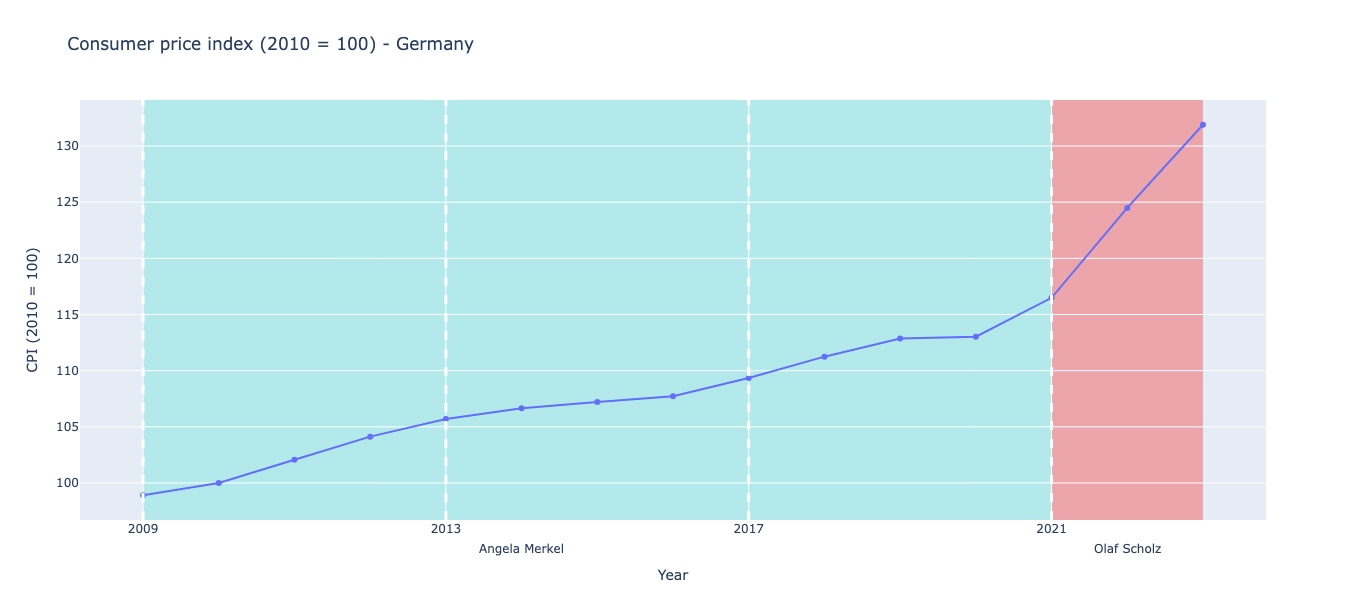 Consumer price index (2010 = 100) - Germany
CPI (2010 = 100)
130
125
120
115
110
105
100
2009 2013 2017 2021
Angela Merkel Olaf Scholz
Year